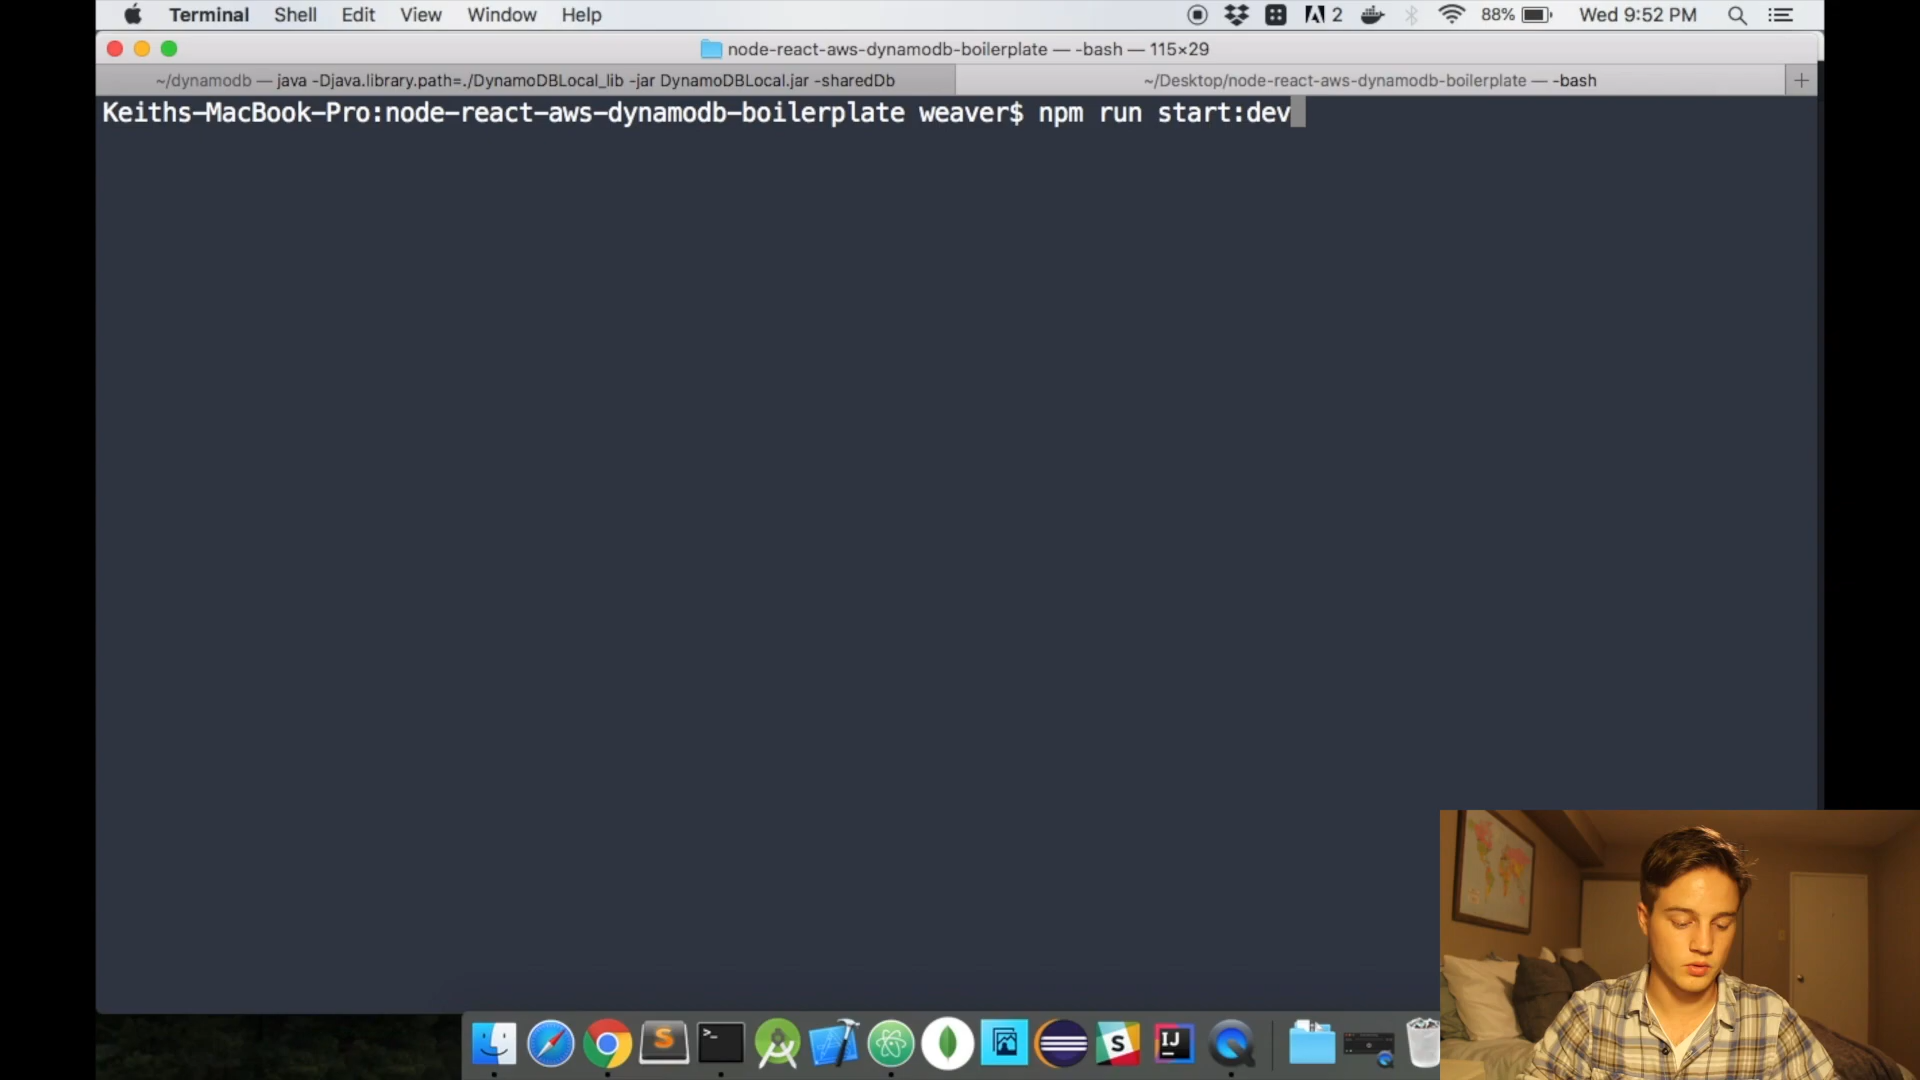 Terminal Shell Edit View Window Help 2 88% Wed 9:52 PM
node-react-aws-dynamodb-boilerplate — -bash — 115×29
~/dynamodb — java -Djava.library.path=./DynamoDBLocal_lib -jar DynamoDBLocal.jar -sharedDb
~/Desktop/node-react-aws-dynamodb-boilerplate — -bash
Keiths-MacBook-Pro:node-react-aws-dynamodb-boilerplate weaver$ npm run start:dev
S >_ S IJ